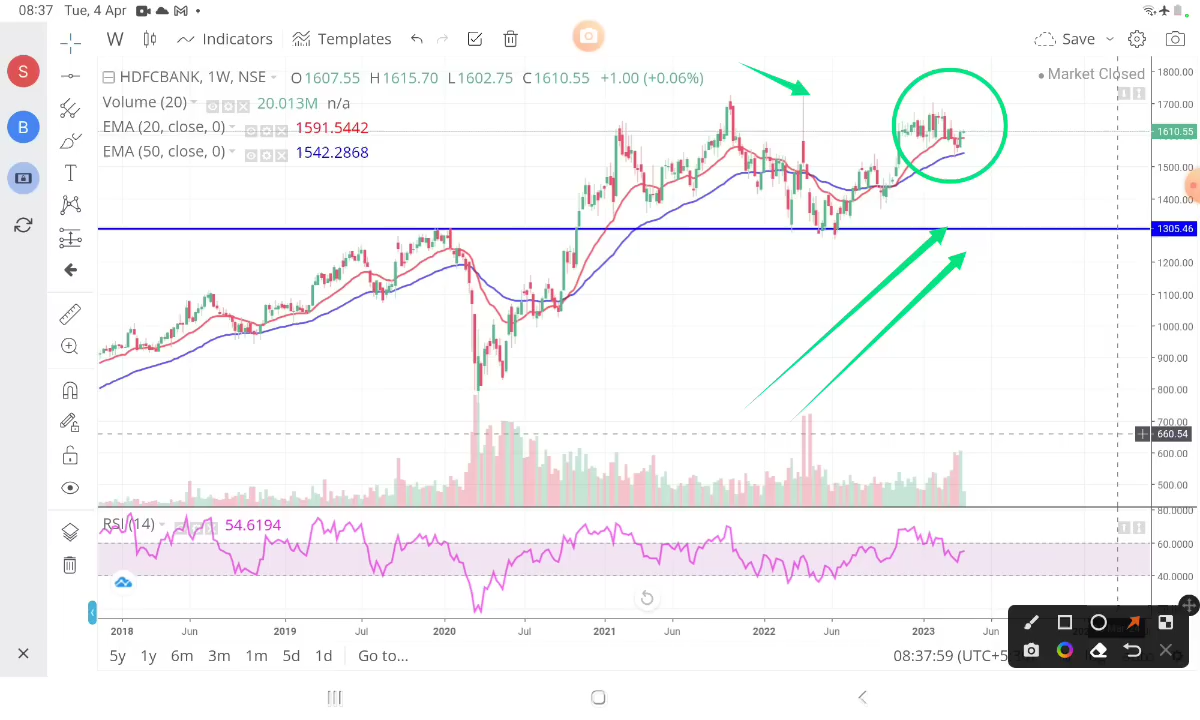 08:37 Tue, 4 Apr
S
B
W Indicators Templates Save
HDFCBANK, 1W, NSE O1607.55 H1615.70 L1602.75 C1610.55 +1.00 (+0.06%)
Market Closed
Volume (20) 20.013M n/a
EMA (20, close, 0) 1591.5442
EMA (50, close, 0) 1542.2868
1800.00
1700.00
1610.55
1500.00
1400.00
1305.46
1200.00
1100.00
1000.00
900.00
800.00
700.00
660.54
600.00
500.00
RSI (14) 54.6194
80.0000
60.0000
40.0000
2018 Jun 2019 Jul 2020 Jul 2021 Jun 2022 Jun 2023 Jun
5y 1y 6m 3m 1m 5d 1d Go to... 08:37:59 (UTC+5